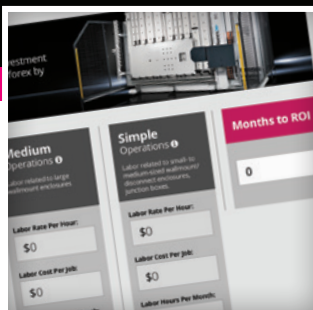 vestment
forex by
Medium
Operations
Labor related to large
wallmount enclosures
Labor Rate Per Hour:
$0
Labor Cost Per Job:
$0
Simple
Operations
Labor related to small- to
medium-sized wallmount/
disconnect enclosures,
junction boxes.
Labor Rate Per Hour:
$0
Labor Cost Per Job:
$0
Labor Hours Per Month:
Months to ROI
0